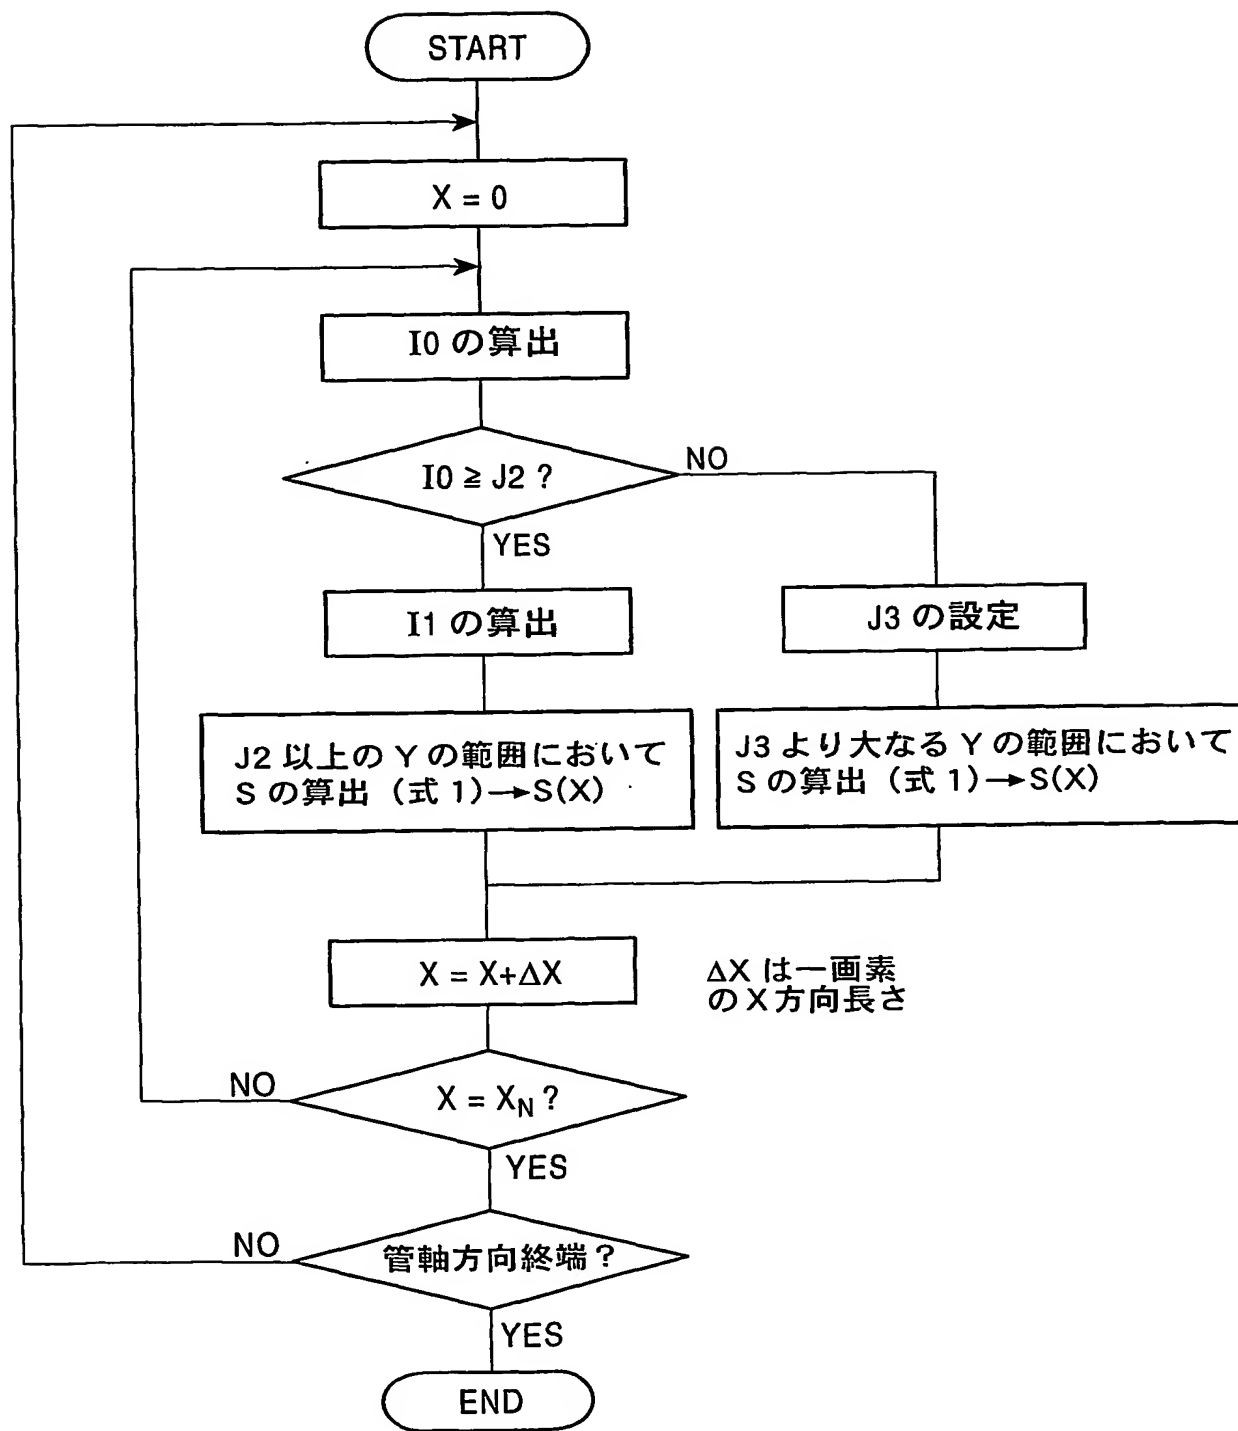 START
X = 0
I0 の算出
I0 ≧ J2 ?
NO
YES
I1 の算出
J3 の設定
J2 以上の Y の範囲において
S の算出 (式 1)→S(X)
J3 より大なる Y の範囲において
S の算出 (式 1)→S(X)
X = X+ΔX
ΔX は一画素
の X 方向長さ
X = X_N ?
NO
YES
管軸方向終端 ?
NO
YES
END